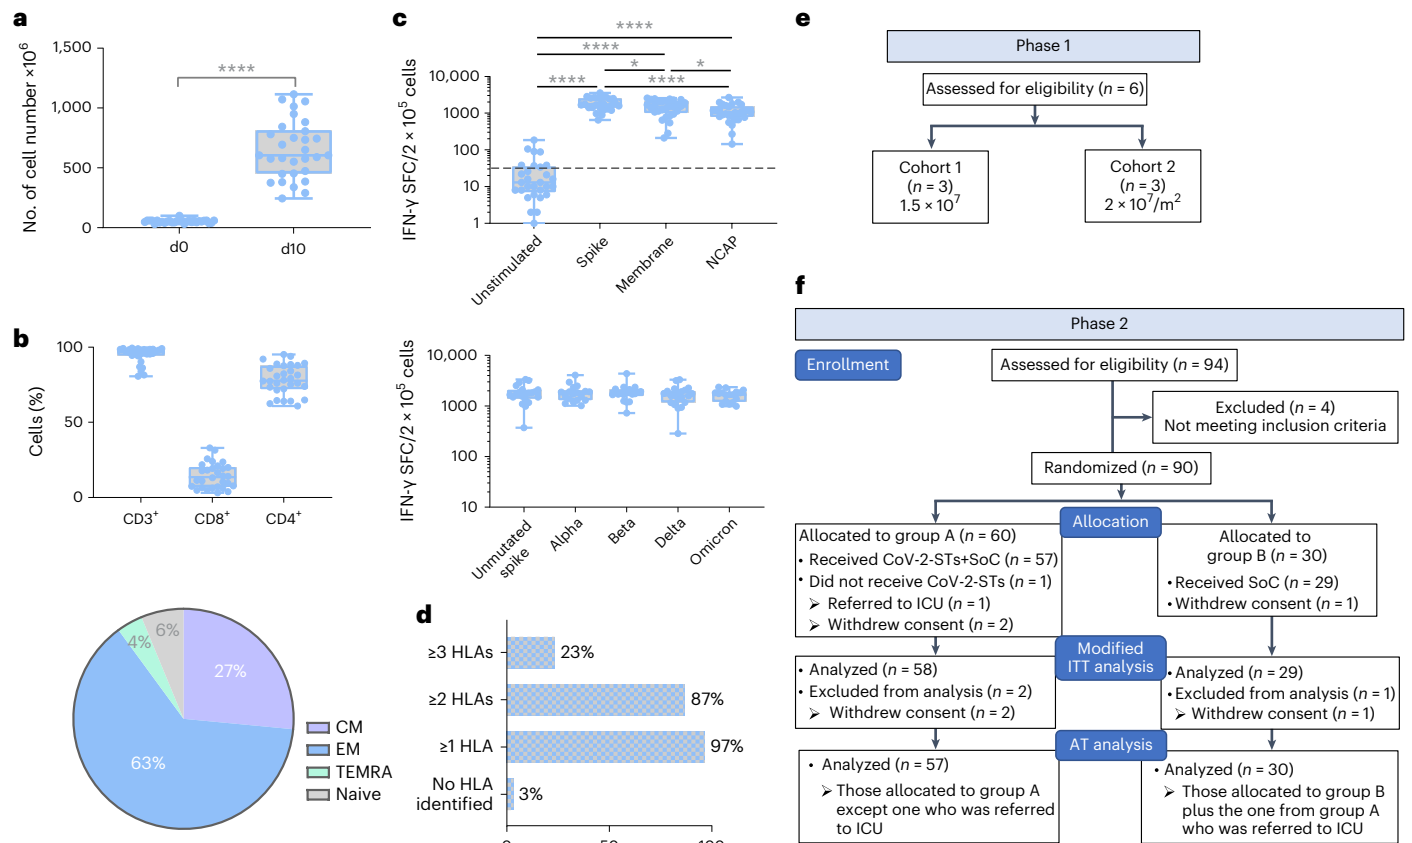 a
No. of cell number ×10⁶
1,500
1,000
500
0
****
d0
d10
b
Cells (%)
100
50
0
CD3⁺
CD8⁺
CD4⁺
6%
4%
27%
63%
CM
EM
TEMRA
Naive
c
IFN-γ SFC/2 × 10⁵ cells
10,000
1000
100
10
1
****
****
*
*
****
****
Unstimulated
Spike
Membrane
NCAP
IFN-γ SFC/2 × 10⁵ cells
10,000
1000
100
10
Unmutated
spike
Alpha
Beta
Delta
Omicron
d
≥3 HLAs
23%
≥2 HLAs
87%
≥1 HLA
97%
No HLA
identified
3%
0
50
100
e
Phase 1
Assessed for eligibility (n = 6)
Cohort 1
(n = 3)
1.5 × 10⁷
Cohort 2
(n = 3)
2 × 10⁷/m²
f
Phase 2
Enrollment
Assessed for eligibility (n = 94)
Excluded (n = 4)
Not meeting inclusion criteria
Randomized (n = 90)
Allocation
Allocated to group A (n = 60)
• Received CoV-2-STs+SoC (n = 57)
• Did not receive CoV-2-STs (n = 1)
➢ Referred to ICU (n = 1)
➢ Withdrew consent (n = 2)
Allocated to
group B (n = 30)
• Received SoC (n = 29)
• Withdrew consent (n = 1)
Modified
ITT analysis
• Analyzed (n = 58)
• Excluded from analysis (n = 2)
➢ Withdrew consent (n = 2)
• Analyzed (n = 29)
• Excluded from analysis (n = 1)
➢ Withdrew consent (n = 1)
AT analysis
• Analyzed (n = 57)
➢ Those allocated to group A
except one who was referred
to ICU
• Analyzed (n = 30)
➢ Those allocated to group B
plus the one from group A
who was referred to ICU